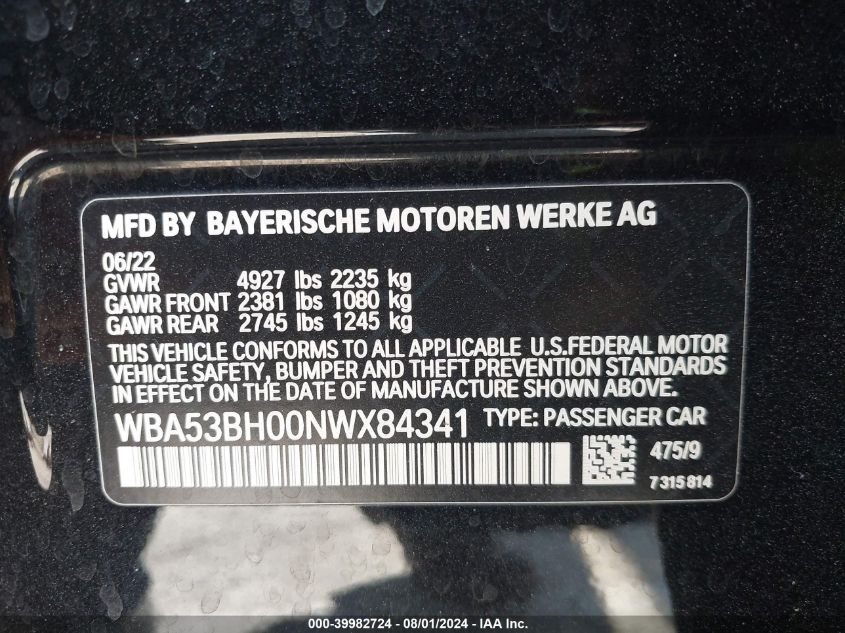 MFD BY BAYERISCHE MOTOREN WERKE AG
06/22
GVWR 4927 lbs 2235 kg
GAWR FRONT 2381 lbs 1080 kg
GAWR REAR 2745 lbs 1245 kg
THIS VEHICLE CONFORMS TO ALL APPLICABLE U.S.FEDERAL MOTOR
VEHICLE SAFETY, BUMPER AND THEFT PREVENTION STANDARDS
IN EFFECT ON THE DATE OF MANUFACTURE SHOWN ABOVE.
WBA53BH00NWX84341 TYPE: PASSENGER CAR
475/9
7315814
000-39982724 - 08/01/2024 - IAA Inc.